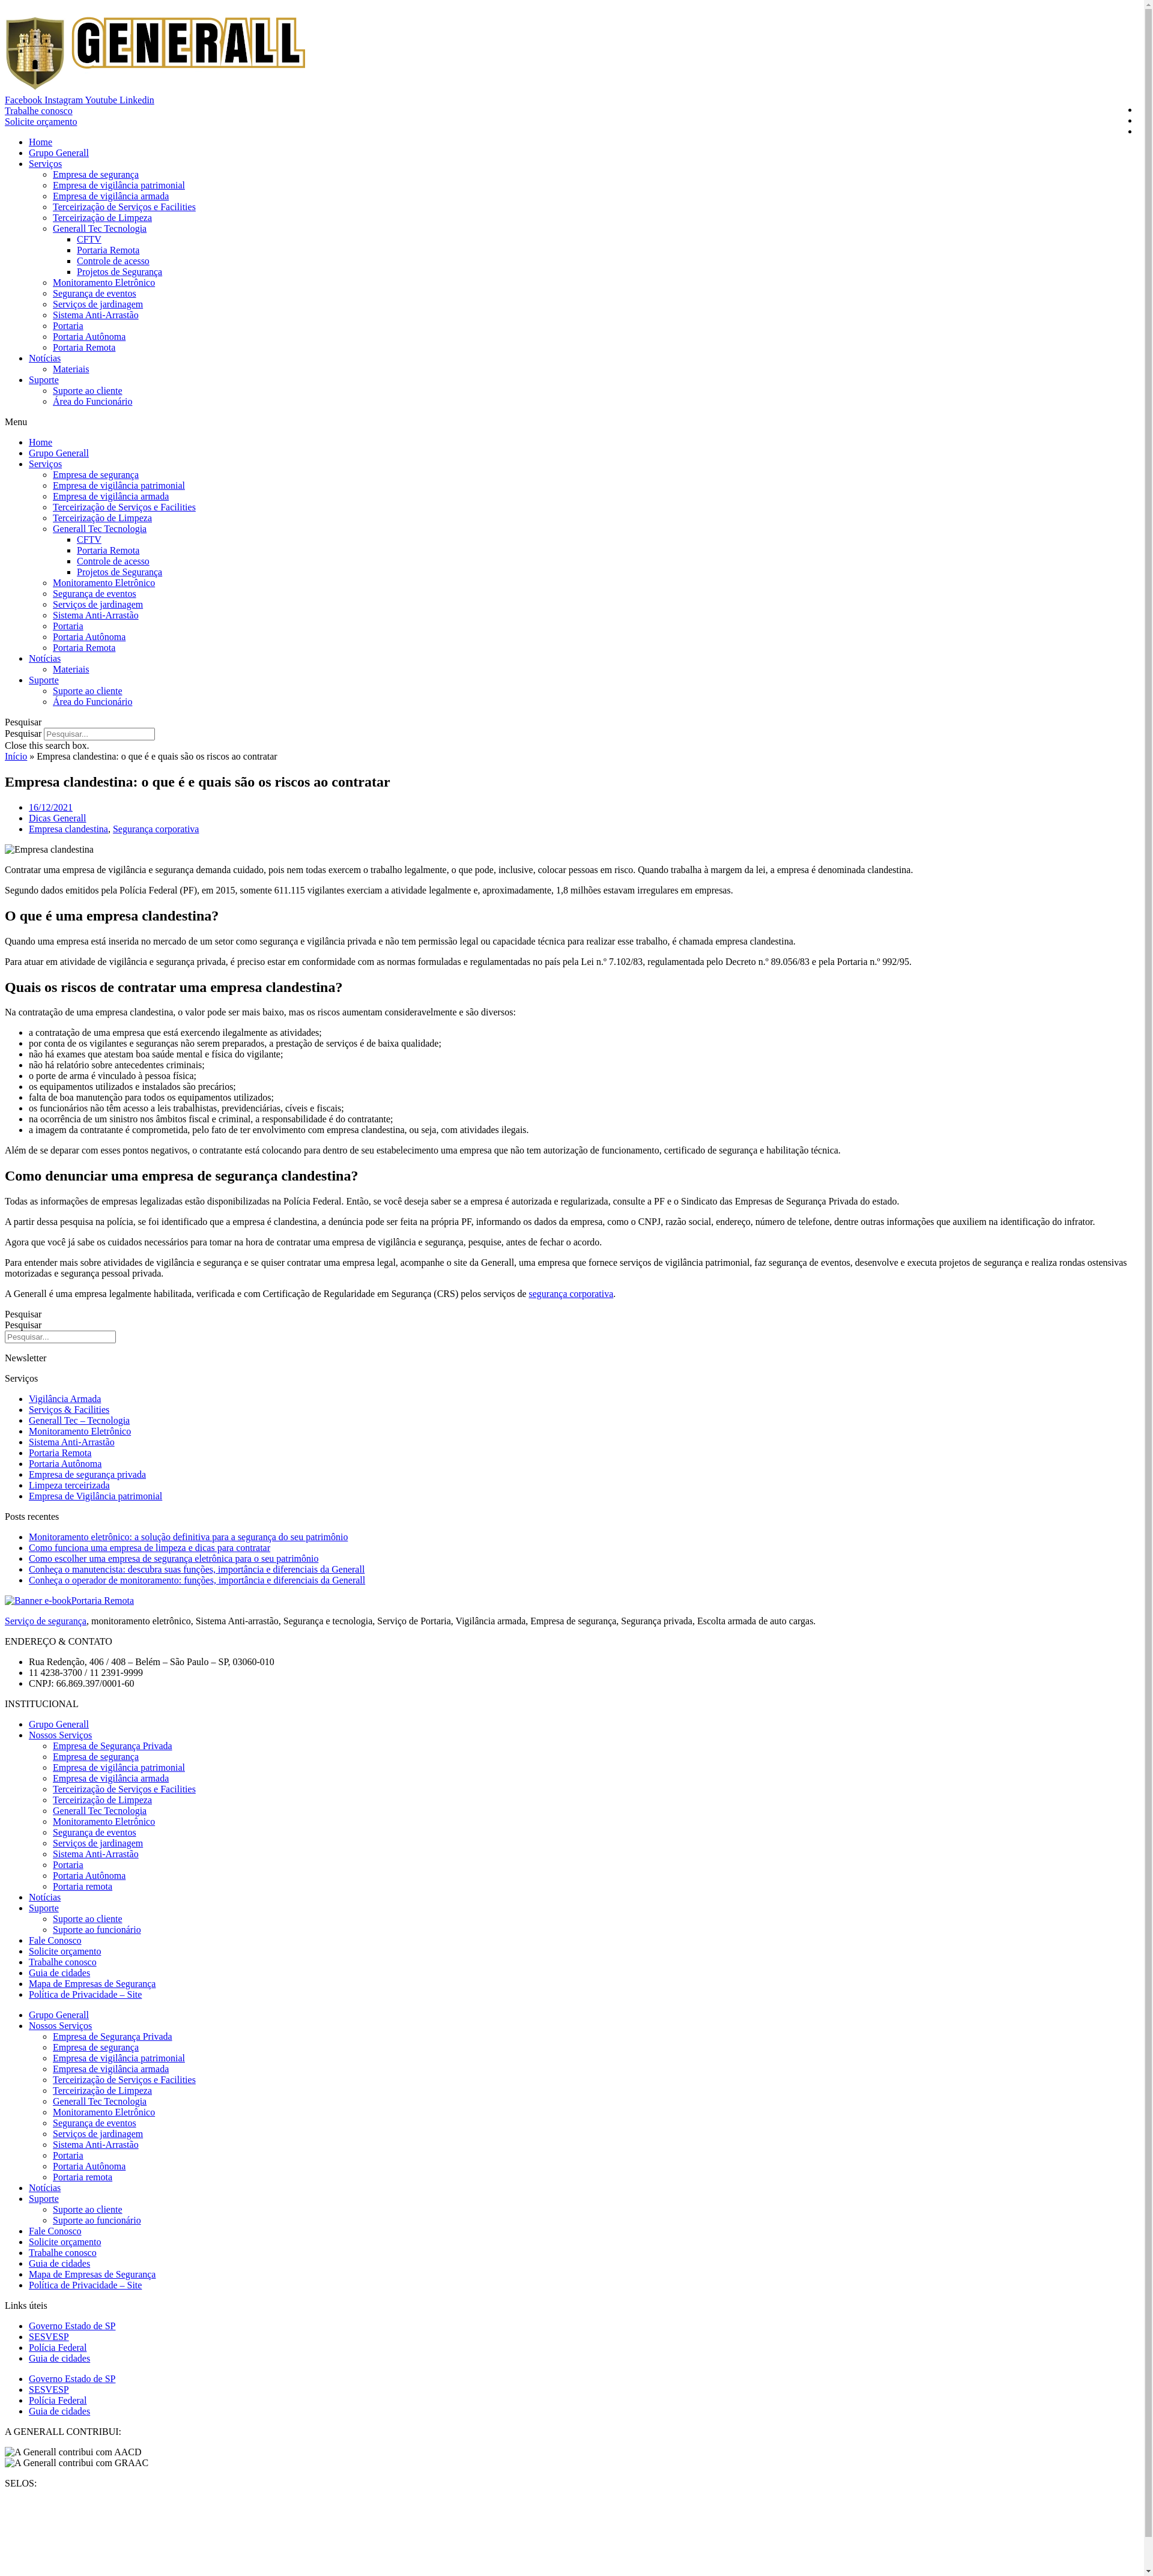 GENERALL
Facebook Instagram Youtube Linkedin
Trabalhe conosco
Solicite orçamento
Home
Grupo Generall
Serviços
Empresa de segurança
Empresa de vigilância patrimonial
Empresa de vigilância armada
Terceirização de Serviços e Facilities
Terceirização de Limpeza
Generall Tec Tecnologia
CFTV
Portaria Remota
Controle de acesso
Projetos de Segurança
Monitoramento Eletrônico
Segurança de eventos
Serviços de jardinagem
Sistema Anti-Arrastão
Portaria
Portaria Autônoma
Portaria Remota
Notícias
Materiais
Suporte
Suporte ao cliente
Área do Funcionário
Menu
Home
Grupo Generall
Serviços
Empresa de segurança
Empresa de vigilância patrimonial
Empresa de vigilância armada
Terceirização de Serviços e Facilities
Terceirização de Limpeza
Generall Tec Tecnologia
CFTV
Portaria Remota
Controle de acesso
Projetos de Segurança
Monitoramento Eletrônico
Segurança de eventos
Serviços de jardinagem
Sistema Anti-Arrastão
Portaria
Portaria Autônoma
Portaria Remota
Notícias
Materiais
Suporte
Suporte ao cliente
Área do Funcionário
Pesquisar
Pesquisar Pesquisar...
Close this search box.
Início » Empresa clandestina: o que é e quais são os riscos ao contratar
Empresa clandestina: o que é e quais são os riscos ao contratar
16/12/2021
Dicas Generall
Empresa clandestina, Segurança corporativa
Empresa clandestina
Contratar uma empresa de vigilância e segurança demanda cuidado, pois nem todas exercem o trabalho legalmente, o que pode, inclusive, colocar pessoas em risco. Quando trabalha à margem da lei, a empresa é denominada clandestina.
Segundo dados emitidos pela Polícia Federal (PF), em 2015, somente 611.115 vigilantes exerciam a atividade legalmente e, aproximadamente, 1,8 milhões estavam irregulares em empresas.
O que é uma empresa clandestina?
Quando uma empresa está inserida no mercado de um setor como segurança e vigilância privada e não tem permissão legal ou capacidade técnica para realizar esse trabalho, é chamada empresa clandestina.
Para atuar em atividade de vigilância e segurança privada, é preciso estar em conformidade com as normas formuladas e regulamentadas no país pela Lei n.º 7.102/83, regulamentada pelo Decreto n.º 89.056/83 e pela Portaria n.º 992/95.
Quais os riscos de contratar uma empresa clandestina?
Na contratação de uma empresa clandestina, o valor pode ser mais baixo, mas os riscos aumentam consideravelmente e são diversos:
a contratação de uma empresa que está exercendo ilegalmente as atividades;
por conta de os vigilantes e seguranças não serem preparados, a prestação de serviços é de baixa qualidade;
não há exames que atestam boa saúde mental e física do vigilante;
não há relatório sobre antecedentes criminais;
o porte de arma é vinculado à pessoa física;
os equipamentos utilizados e instalados são precários;
falta de boa manutenção para todos os equipamentos utilizados;
os funcionários não têm acesso a leis trabalhistas, previdenciárias, cíveis e fiscais;
na ocorrência de um sinistro nos âmbitos fiscal e criminal, a responsabilidade é do contratante;
a imagem da contratante é comprometida, pelo fato de ter envolvimento com empresa clandestina, ou seja, com atividades ilegais.
Além de se deparar com esses pontos negativos, o contratante está colocando para dentro de seu estabelecimento uma empresa que não tem autorização de funcionamento, certificado de segurança e habilitação técnica.
Como denunciar uma empresa de segurança clandestina?
Todas as informações de empresas legalizadas estão disponibilizadas na Polícia Federal. Então, se você deseja saber se a empresa é autorizada e regularizada, consulte a PF e o Sindicato das Empresas de Segurança Privada do estado.
A partir dessa pesquisa na polícia, se foi identificado que a empresa é clandestina, a denúncia pode ser feita na própria PF, informando os dados da empresa, como o CNPJ, razão social, endereço, número de telefone, dentre outras informações que auxiliem na identificação do infrator.
Agora que você já sabe os cuidados necessários para tomar na hora de contratar uma empresa de vigilância e segurança, pesquise, antes de fechar o acordo.
Para entender mais sobre atividades de vigilância e segurança e se quiser contratar uma empresa legal, acompanhe o site da Generall, uma empresa que fornece serviços de vigilância patrimonial, faz segurança de eventos, desenvolve e executa projetos de segurança e realiza rondas ostensivas
motorizadas e segurança pessoal privada.
A Generall é uma empresa legalmente habilitada, verificada e com Certificação de Regularidade em Segurança (CRS) pelos serviços de segurança corporativa.
Pesquisar
Pesquisar
Pesquisar...
Newsletter
Serviços
Vigilância Armada
Serviços & Facilities
Generall Tec – Tecnologia
Monitoramento Eletrônico
Sistema Anti-Arrastão
Portaria Remota
Portaria Autônoma
Empresa de segurança privada
Limpeza terceirizada
Empresa de Vigilância patrimonial
Posts recentes
Monitoramento eletrônico: a solução definitiva para a segurança do seu patrimônio
Como funciona uma empresa de limpeza e dicas para contratar
Como escolher uma empresa de segurança eletrônica para o seu patrimônio
Conheça o manutencista: descubra suas funções, importância e diferenciais da Generall
Conheça o operador de monitoramento: funções, importância e diferenciais da Generall
Banner e-bookPortaria Remota
Serviço de segurança, monitoramento eletrônico, Sistema Anti-arrastão, Segurança e tecnologia, Serviço de Portaria, Vigilância armada, Empresa de segurança, Segurança privada, Escolta armada de auto cargas.
ENDEREÇO & CONTATO
Rua Redenção, 406 / 408 – Belém – São Paulo – SP, 03060-010
11 4238-3700 / 11 2391-9999
CNPJ: 66.869.397/0001-60
INSTITUCIONAL
Grupo Generall
Nossos Serviços
Empresa de Segurança Privada
Empresa de segurança
Empresa de vigilância patrimonial
Empresa de vigilância armada
Terceirização de Serviços e Facilities
Terceirização de Limpeza
Generall Tec Tecnologia
Monitoramento Eletrônico
Segurança de eventos
Serviços de jardinagem
Sistema Anti-Arrastão
Portaria
Portaria Autônoma
Portaria remota
Notícias
Suporte
Suporte ao cliente
Suporte ao funcionário
Fale Conosco
Solicite orçamento
Trabalhe conosco
Guia de cidades
Mapa de Empresas de Segurança
Política de Privacidade – Site
Grupo Generall
Nossos Serviços
Empresa de Segurança Privada
Empresa de segurança
Empresa de vigilância patrimonial
Empresa de vigilância armada
Terceirização de Serviços e Facilities
Terceirização de Limpeza
Generall Tec Tecnologia
Monitoramento Eletrônico
Segurança de eventos
Serviços de jardinagem
Sistema Anti-Arrastão
Portaria
Portaria Autônoma
Portaria remota
Notícias
Suporte
Suporte ao cliente
Suporte ao funcionário
Fale Conosco
Solicite orçamento
Trabalhe conosco
Guia de cidades
Mapa de Empresas de Segurança
Política de Privacidade – Site
Links úteis
Governo Estado de SP
SESVESP
Polícia Federal
Guia de cidades
Governo Estado de SP
SESVESP
Polícia Federal
Guia de cidades
A GENERALL CONTRIBUI:
A Generall contribui com AACD
A Generall contribui com GRAAC
SELOS: